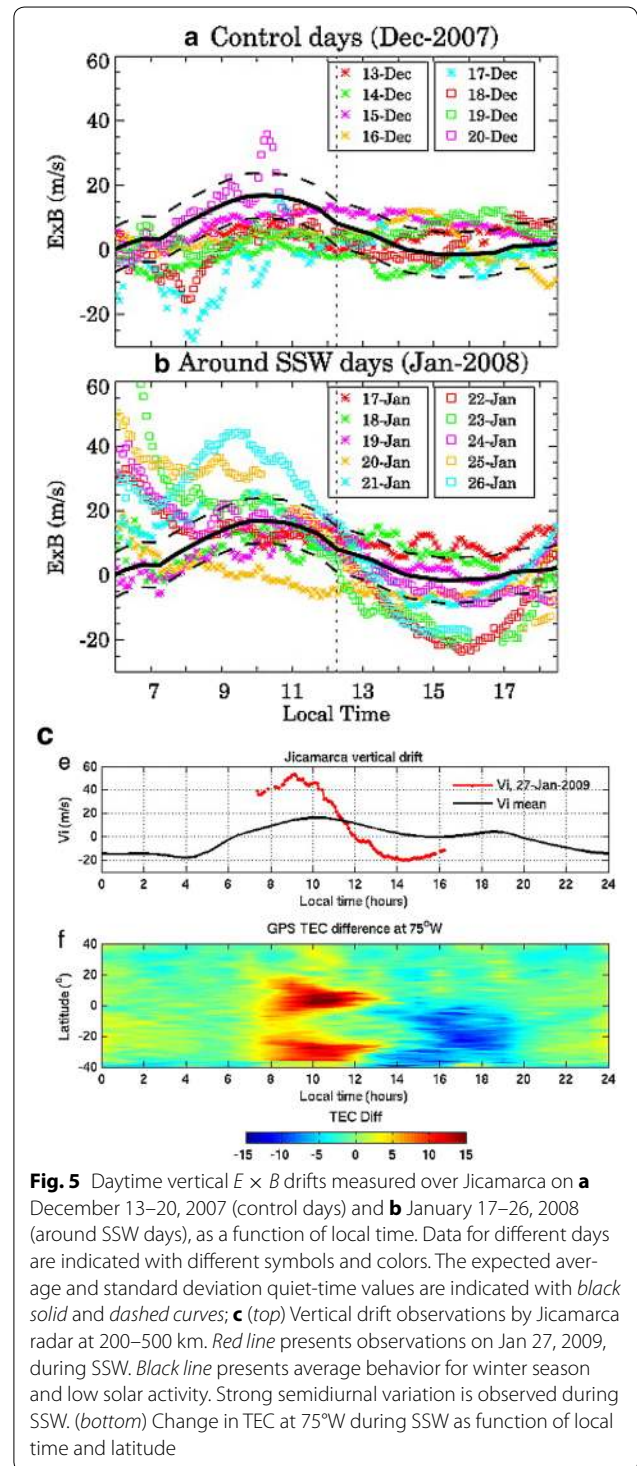 a Control days (Dec-2007)
60
40
20
0
-20
ExB (m/s)
13-Dec
14-Dec
15-Dec
16-Dec
17-Dec
18-Dec
19-Dec
20-Dec
b Around SSW days (Jan-2008)
60
40
20
0
-20
ExB (m/s)
17-Jan
18-Jan
19-Jan
20-Jan
21-Jan
22-Jan
23-Jan
24-Jan
25-Jan
26-Jan
7 9 11 13 15 17
Local Time
c
e
Jicamarca vertical drift
60
40
20
0
-20
Vi (m/s)
Vi, 27-Jan-2009
Vi mean
0 2 4 6 8 10 12 14 16 18 20 22 24
Local time (hours)
f
GPS TEC difference at 75°W
40
20
0
-20
-40
Latitude (°)
0 2 4 6 8 10 12 14 16 18 20 22 24
Local time (hours)
TEC Diff
-15 -10 -5 0 5 10 15
Fig. 5 Daytime vertical E × B drifts measured over Jicamarca on a
December 13–20, 2007 (control days) and b January 17–26, 2008
(around SSW days), as a function of local time. Data for different days
are indicated with different symbols and colors. The expected aver-
age and standard deviation quiet-time values are indicated with black
solid and dashed curves; c (top) Vertical drift observations by Jicamarca
radar at 200–500 km. Red line presents observations on Jan 27, 2009,
during SSW. Black line presents average behavior for winter season
and low solar activity. Strong semidiurnal variation is observed during
SSW. (bottom) Change in TEC at 75°W during SSW as function of local
time and latitude